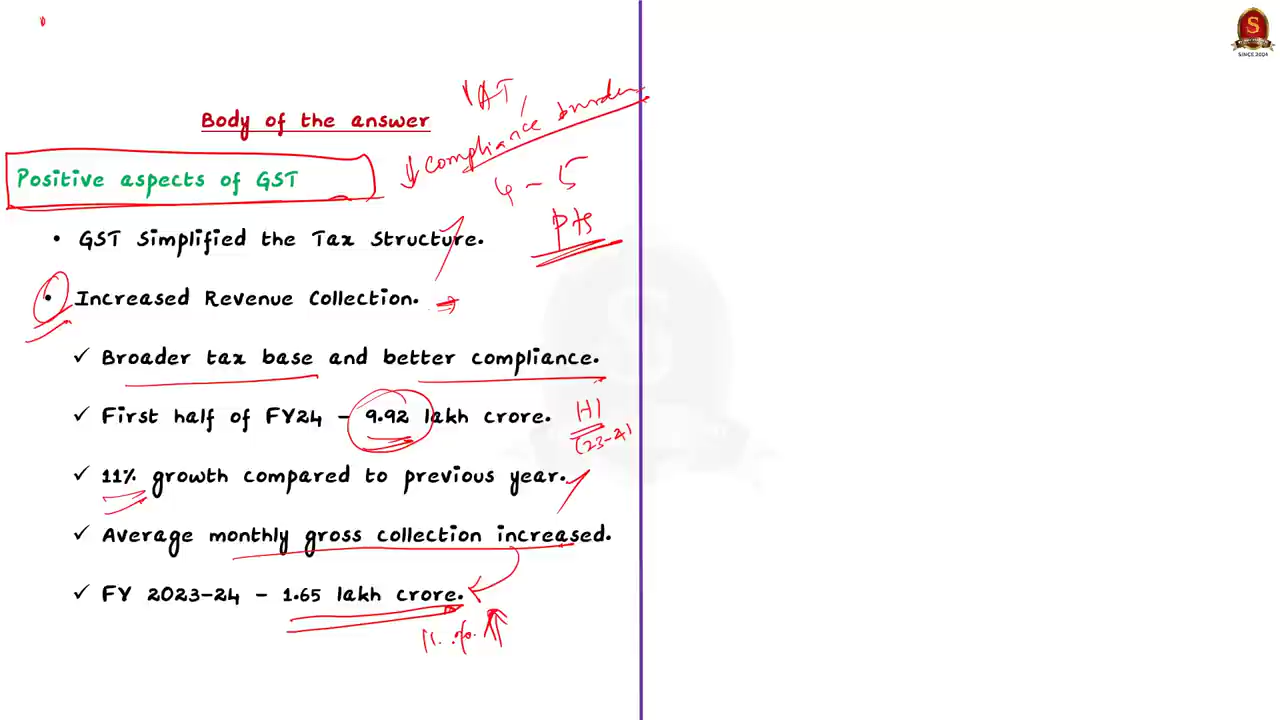 VAT,
Body of the answer
↓ Compliance burden
Positive aspects of GST
4 - 5
Pts
• GST Simplified the Tax Structure.
• Increased Revenue Collection. →
✓ Broader tax base and better compliance.
✓ First half of FY24 - 9.92 lakh crore.
H1
(23-24)
✓ 11% growth compared to previous year.
✓ Average monthly gross collection increased.
✓ FY 2023-24 - 1.65 lakh crore.
11.%. ↑
S
SINCE 2004